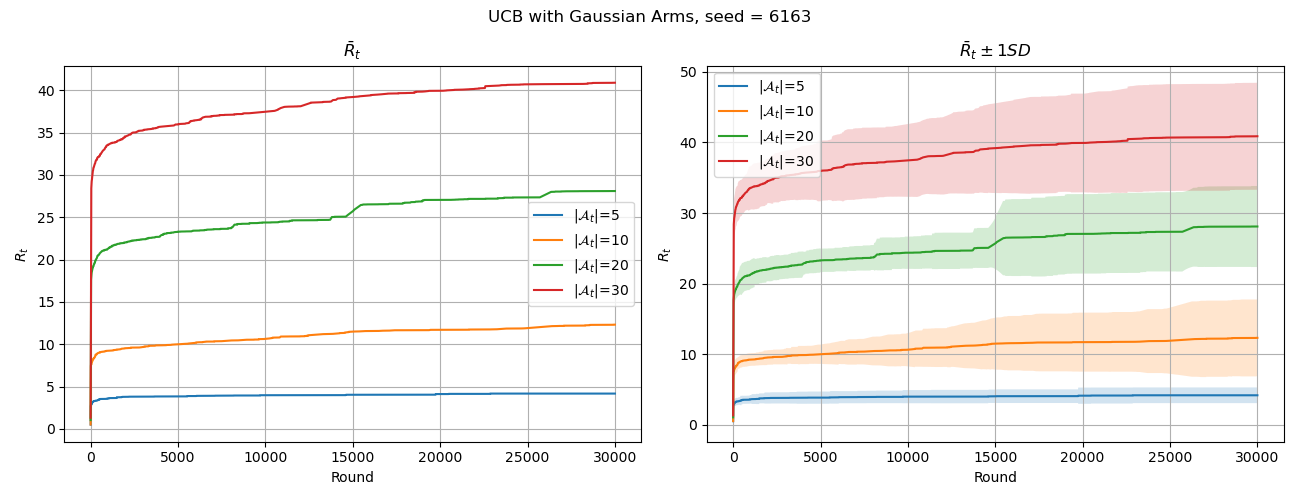 UCB with Gaussian Arms, seed = 6163
R̄ₜ
40
35
30
25
20
15
10
5
0
Rₜ
0 5000 10000 15000 20000 25000 30000
Round
|𝒜ₜ|=5
|𝒜ₜ|=10
|𝒜ₜ|=20
|𝒜ₜ|=30
R̄ₜ ± 1SD
50
40
30
20
10
0
Rₜ
0 5000 10000 15000 20000 25000 30000
Round
|𝒜ₜ|=5
|𝒜ₜ|=10
|𝒜ₜ|=20
|𝒜ₜ|=30